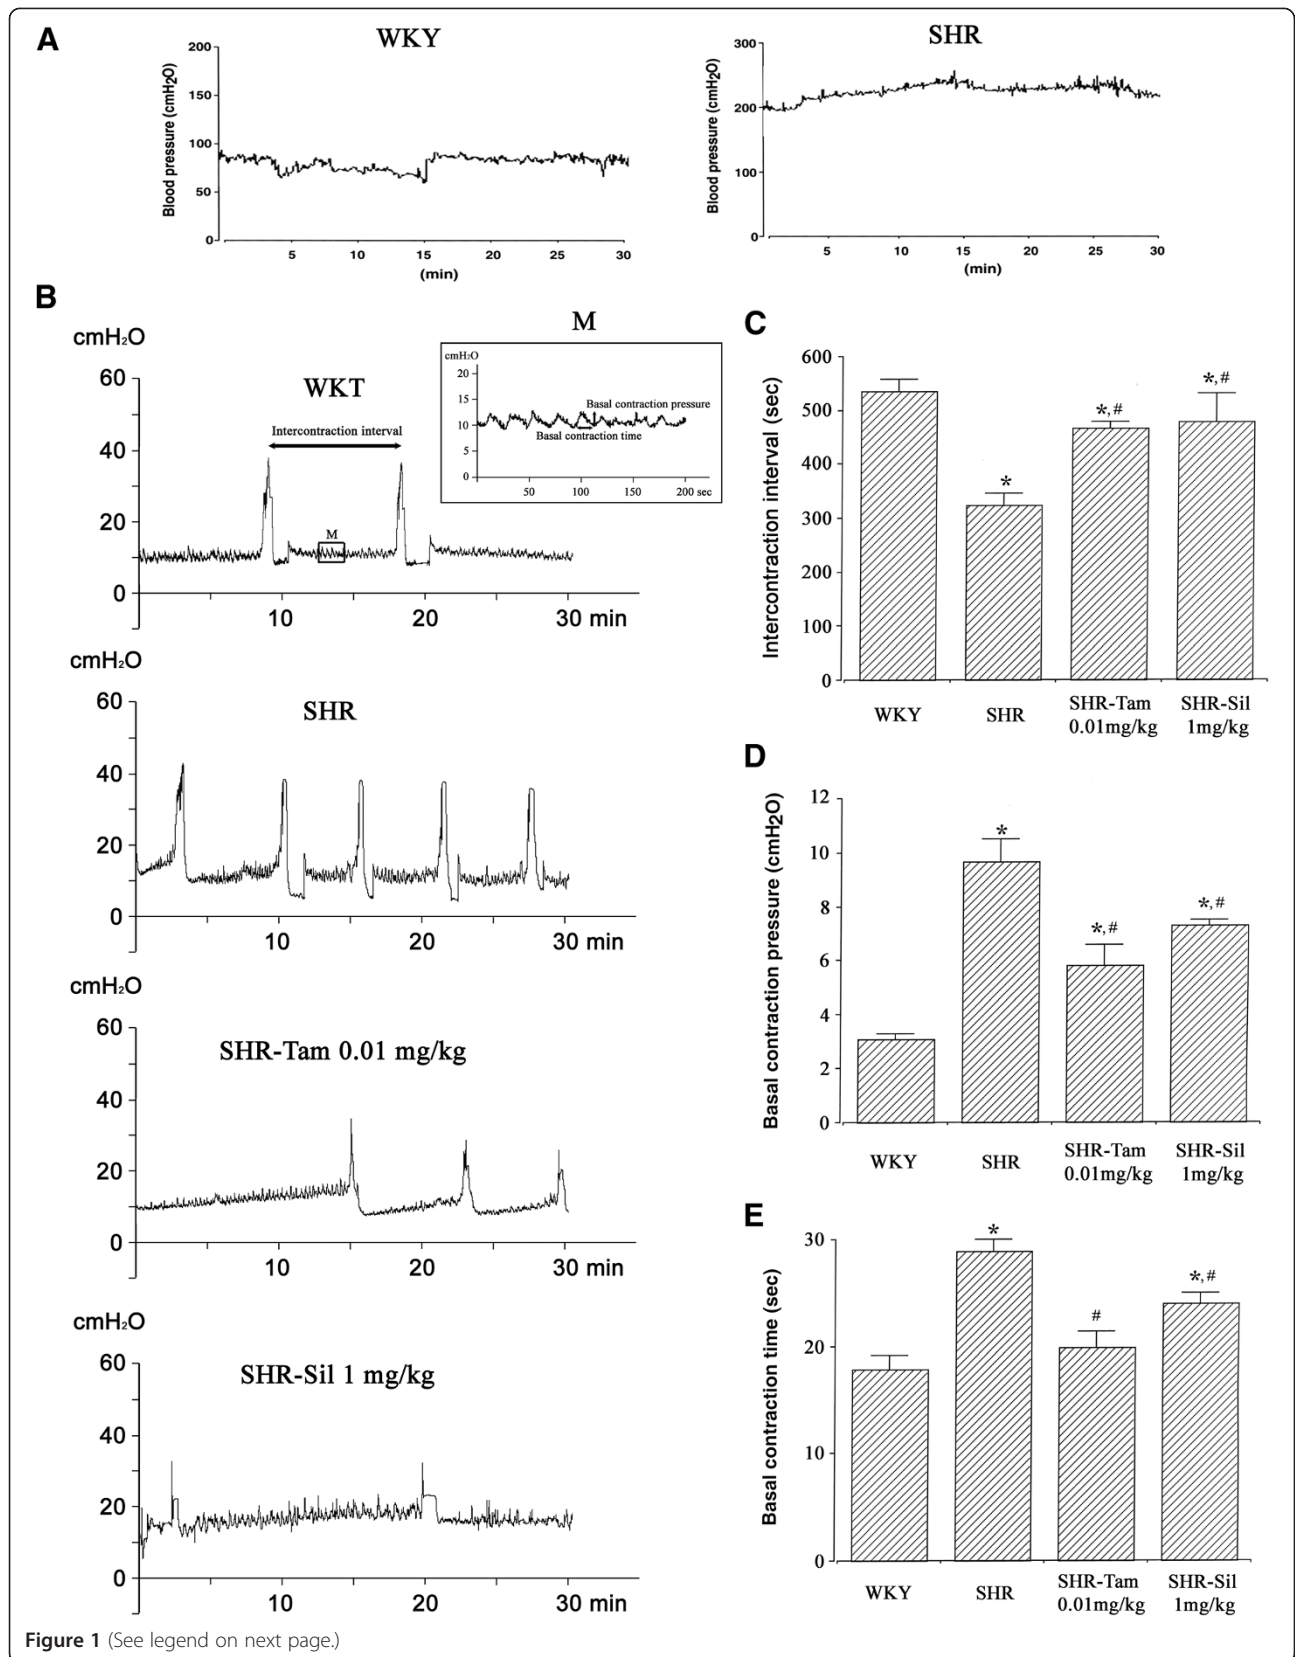 A
WKY
Blood pressure (cmH2O)
200
150
100
50
0
5 10 15 20 25 30
(min)
SHR
Blood pressure (cmH2O)
300
200
100
0
5 10 15 20 25 30
(min)
B
cmH2O
60
40
20
0
WKT
Intercontraction interval
M
10 20 30 min
M
cmH2O
20
15
10
5
0
Basal contraction pressure
Basal contraction time
50 100 150 200 sec
cmH2O
60
40
20
0
SHR
10 20 30 min
cmH2O
60
40
20
0
SHR-Tam 0.01 mg/kg
10 20 30 min
cmH2O
60
40
20
0
SHR-Sil 1 mg/kg
10 20 30 min
C
Intercontraction interval (sec)
600
500
400
300
200
100
0
*
*,#
*,#
WKY SHR SHR-Tam 0.01mg/kg SHR-Sil 1mg/kg
D
Basal contraction pressure (cmH2O)
12
10
8
6
4
2
0
*
*,#
*,#
WKY SHR SHR-Tam 0.01mg/kg SHR-Sil 1mg/kg
E
Basal contraction time (sec)
30
20
10
0
*
#
*,#
WKY SHR SHR-Tam 0.01mg/kg SHR-Sil 1mg/kg
Figure 1 (See legend on next page.)